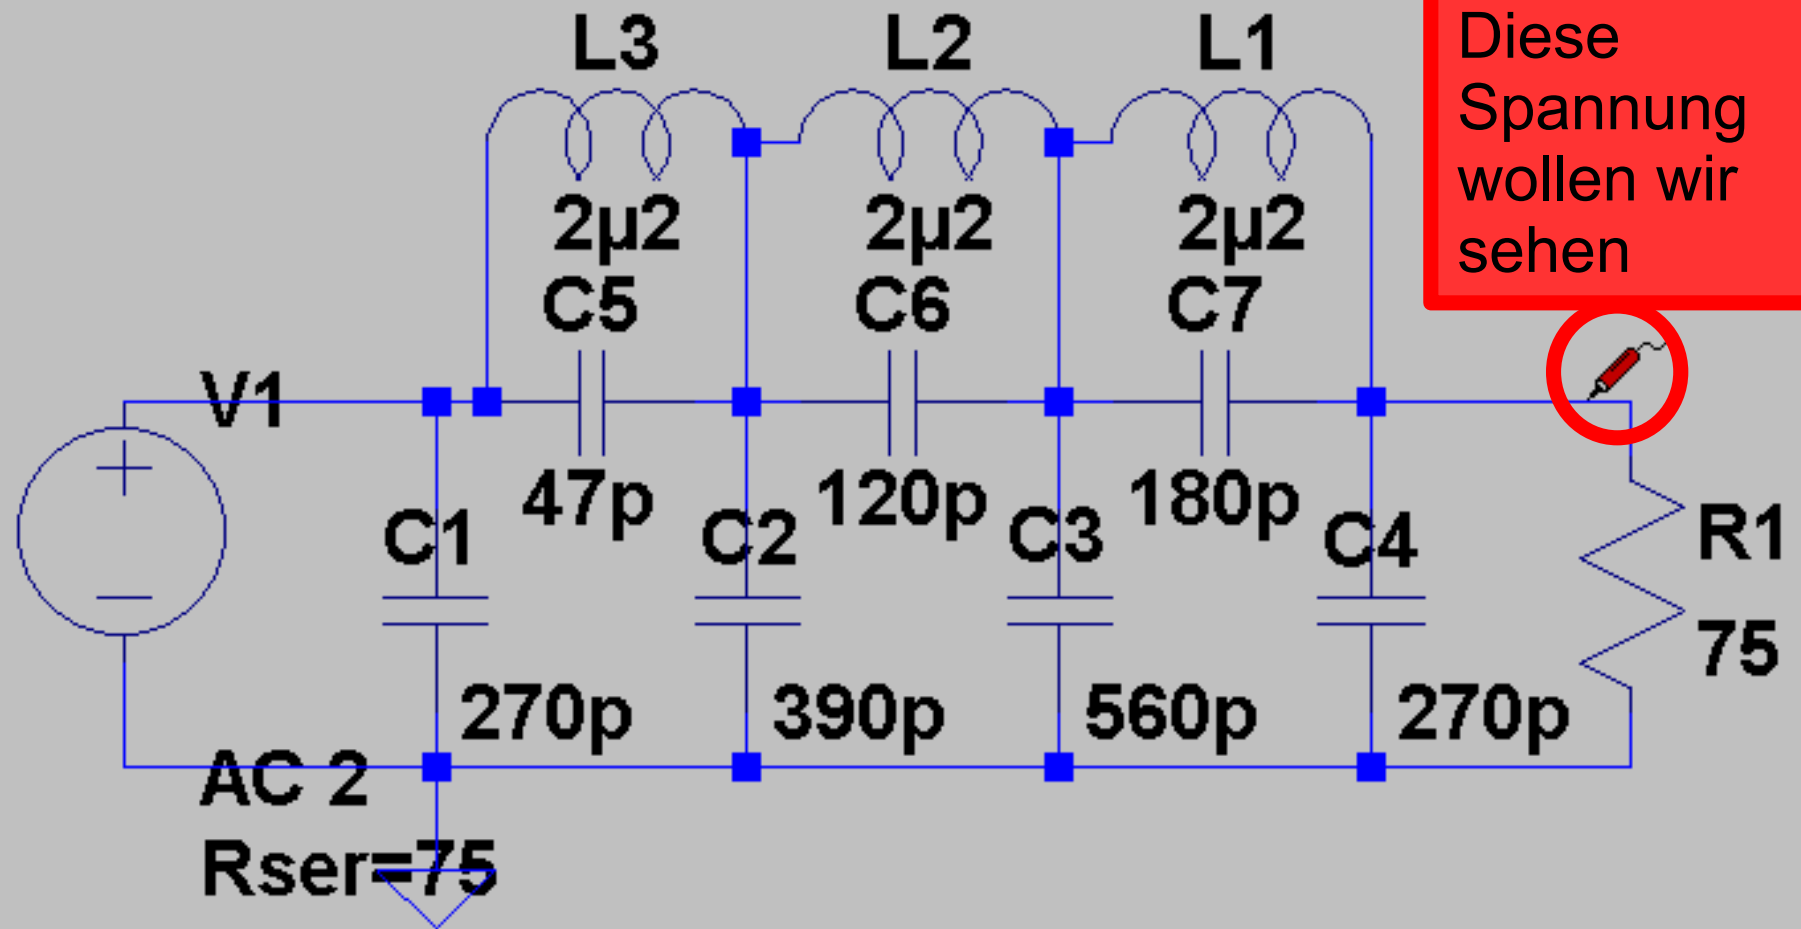 L3
L2
L1
Diese
Spannung
wollen wir
sehen
2µ2
2µ2
2µ2
C5
C6
C7
V1
47p
120p
180p
C1
C2
C3
C4
R1
75
270p
390p
560p
270p
AC 2
Rser=75